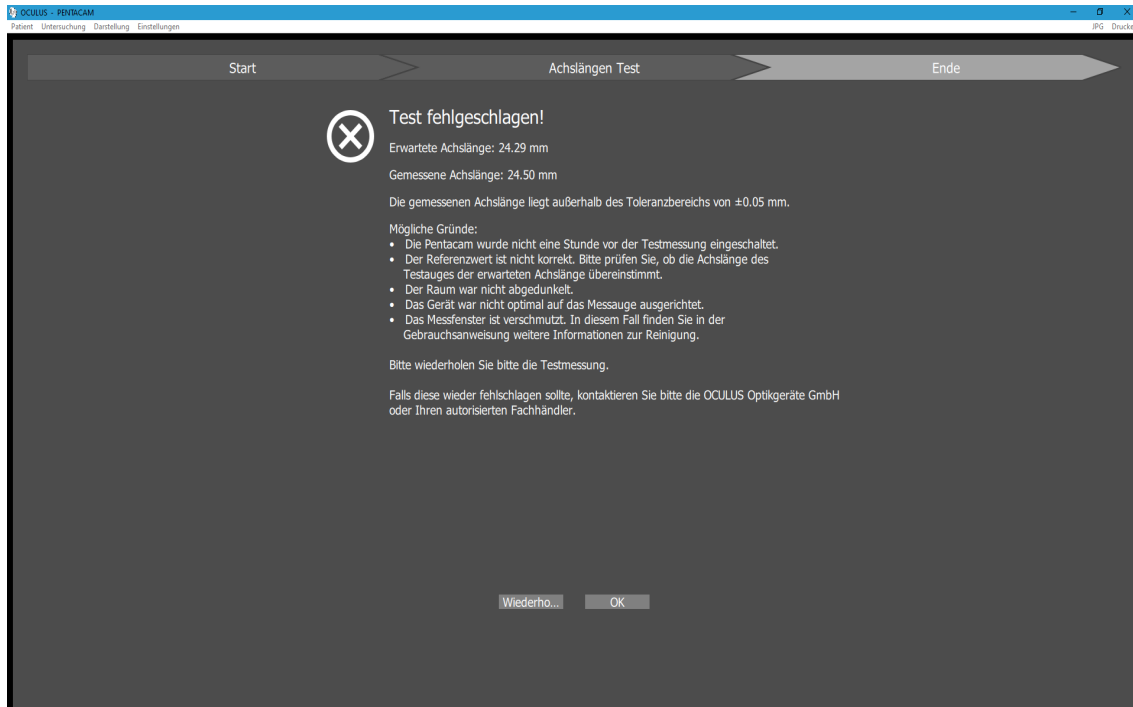 OCULUS - PENTACAM
Patient Untersuchung Darstellung Einstellungen JPG Drucke
Start Achslängen Test Ende
Test fehlgeschlagen!
Erwartete Achslänge: 24.29 mm
Gemessene Achslänge: 24.50 mm
Die gemessenen Achslänge liegt außerhalb des Toleranzbereichs von ±0.05 mm.
Mögliche Gründe:
• Die Pentacam wurde nicht eine Stunde vor der Testmessung eingeschaltet.
• Der Referenzwert ist nicht korrekt. Bitte prüfen Sie, ob die Achslänge des
Testauges der erwarteten Achslänge übereinstimmt.
• Der Raum war nicht abgedunkelt.
• Das Gerät war nicht optimal auf das Messauge ausgerichtet.
• Das Messfenster ist verschmutzt. In diesem Fall finden Sie in der
Gebrauchsanweisung weitere Informationen zur Reinigung.
Bitte wiederholen Sie bitte die Testmessung.
Falls diese wieder fehlschlagen sollte, kontaktieren Sie bitte die OCULUS Optikgeräte GmbH
oder Ihren autorisierten Fachhändler.
Wiederho... OK